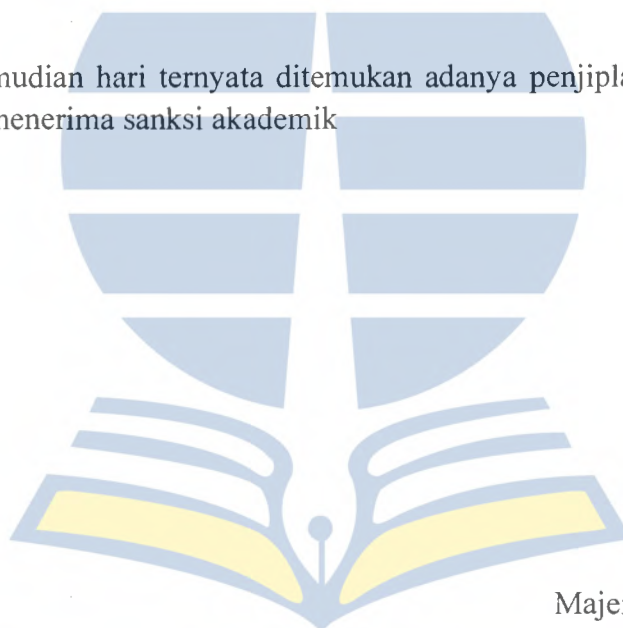 mudian hari ternyata ditemukan adanya penjipla
menerima sanksi akademik
Maje